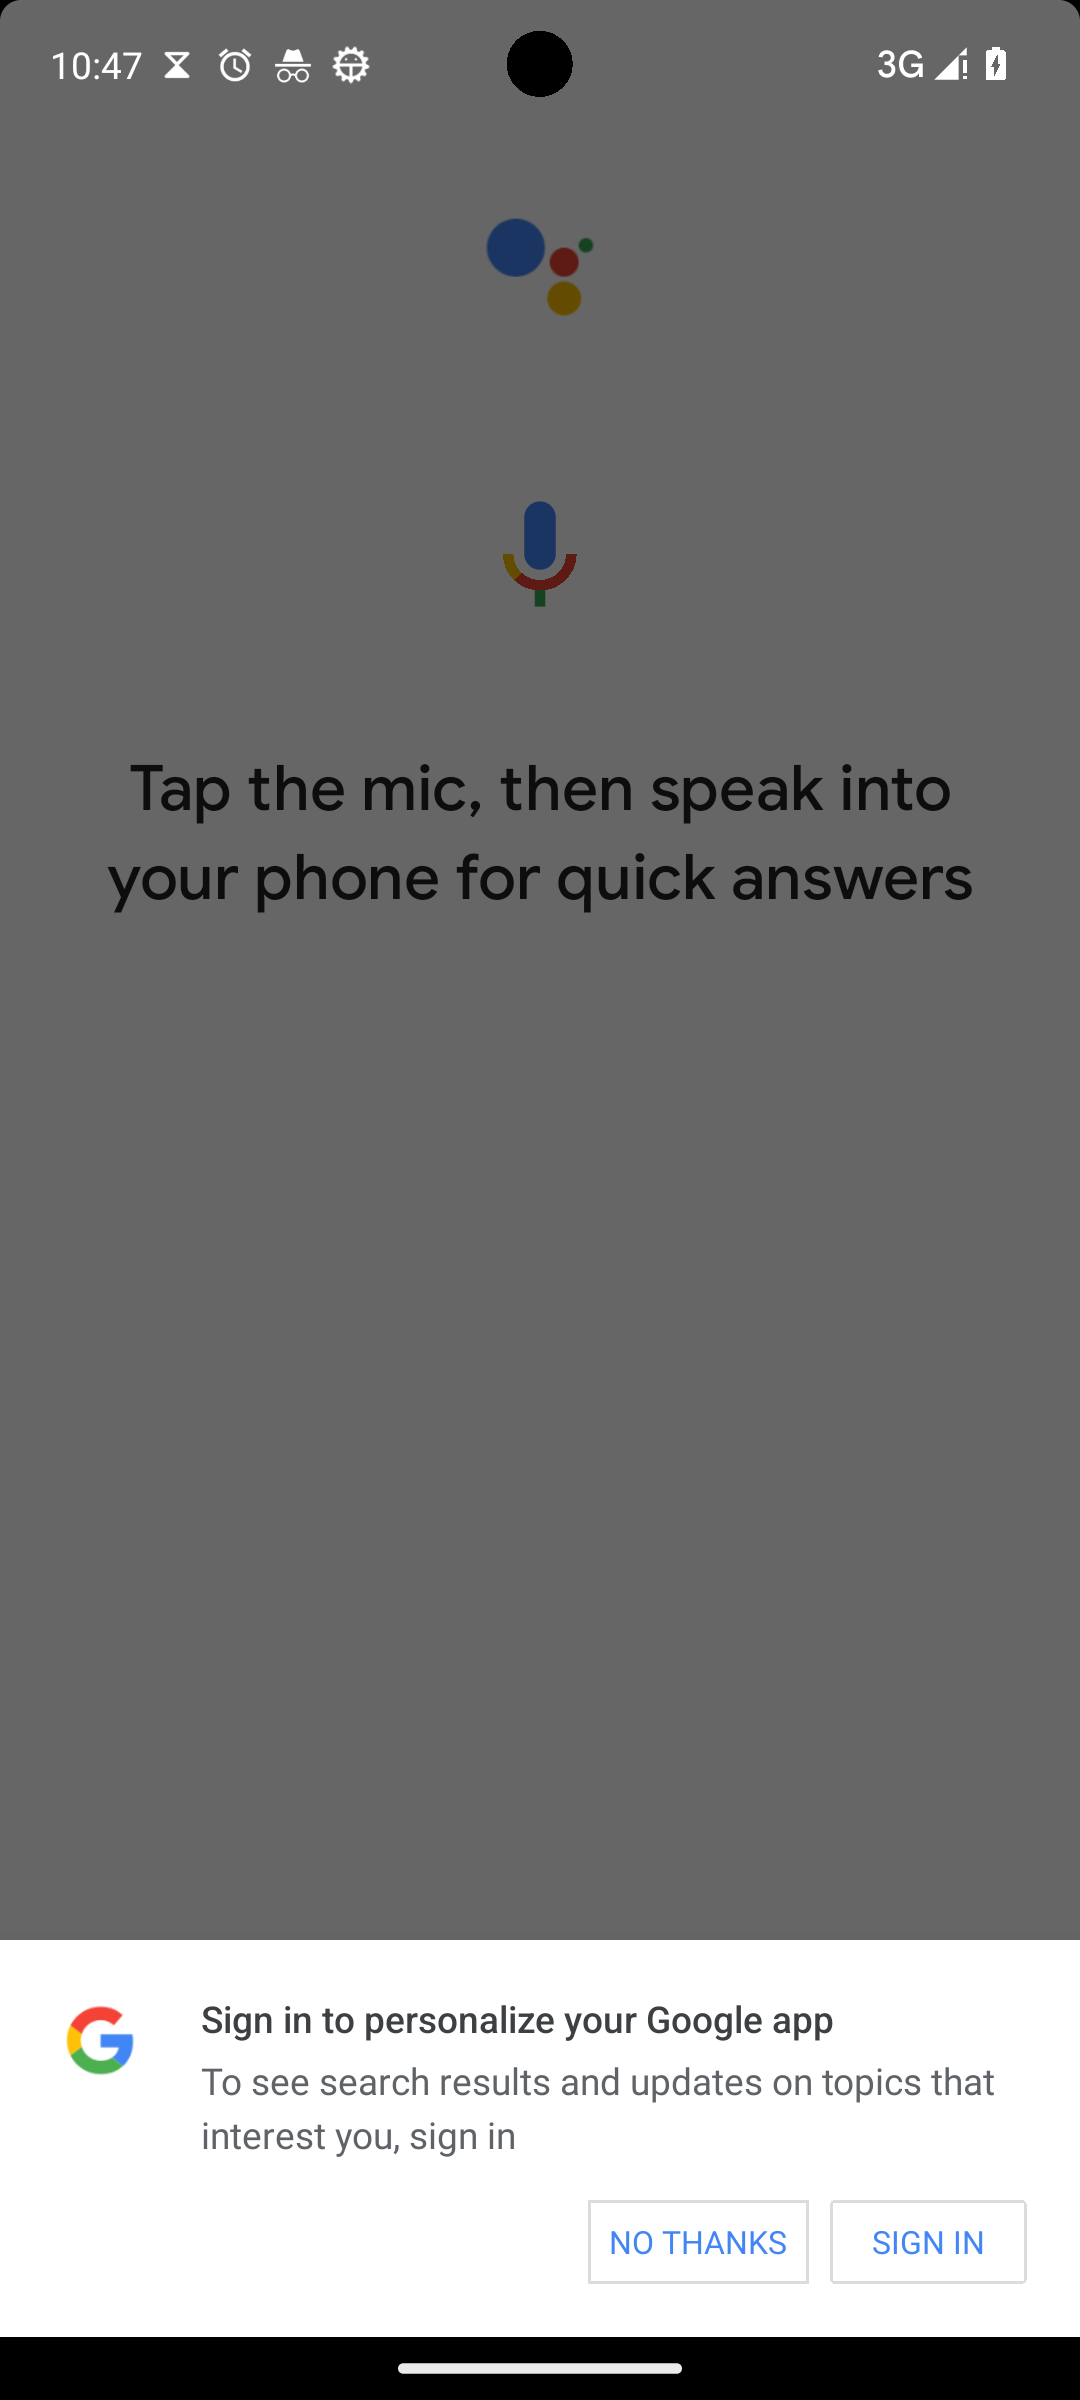 10:47
3G
Tap the mic, then speak into
your phone for quick answers
Sign in to personalize your Google app
To see search results and updates on topics that
interest you, sign in
NO THANKS
SIGN IN